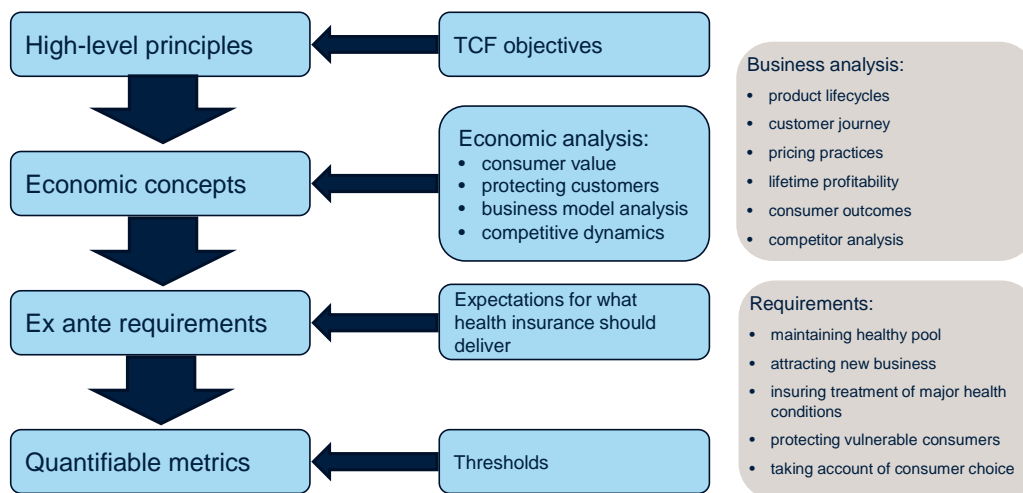 High-level principles
TCF objectives
Economic concepts
Economic analysis:
• consumer value
• protecting customers
• business model analysis
• competitive dynamics
Ex ante requirements
Expectations for what
health insurance should
deliver
Quantifiable metrics
Thresholds
Business analysis:
• product lifecycles
• customer journey
• pricing practices
• lifetime profitability
• consumer outcomes
• competitor analysis
Requirements:
• maintaining healthy pool
• attracting new business
• insuring treatment of major health
conditions
• protecting vulnerable consumers
• taking account of consumer choice